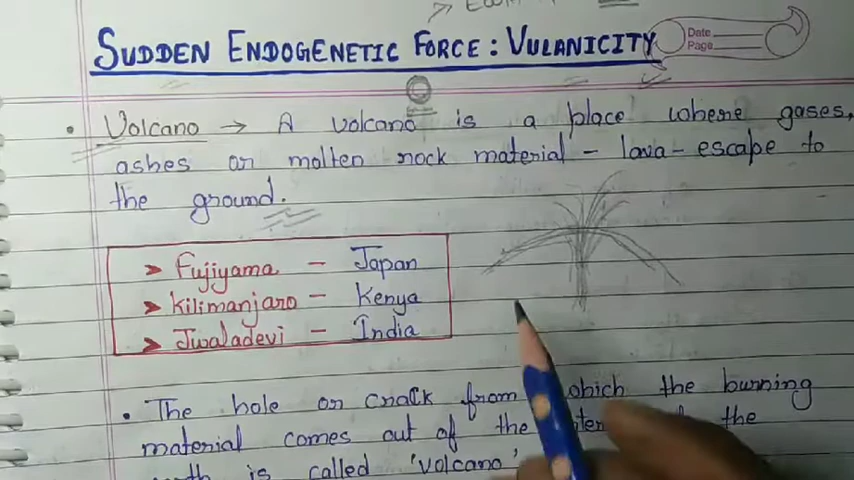 SUDDEN ENDOGENETIC FORCE : VULANICITY
Date
Page
• Volcano → A volcano is a place where gases,
ashes or molten rock material - lava - escape to
the ground.
➤ Fujiyama - Japan
➤ Kilimanjaro - Kenya
➤ Jwaladevi - India
• The hole or crack from which the burning
material comes out of the the
is called 'volcano'